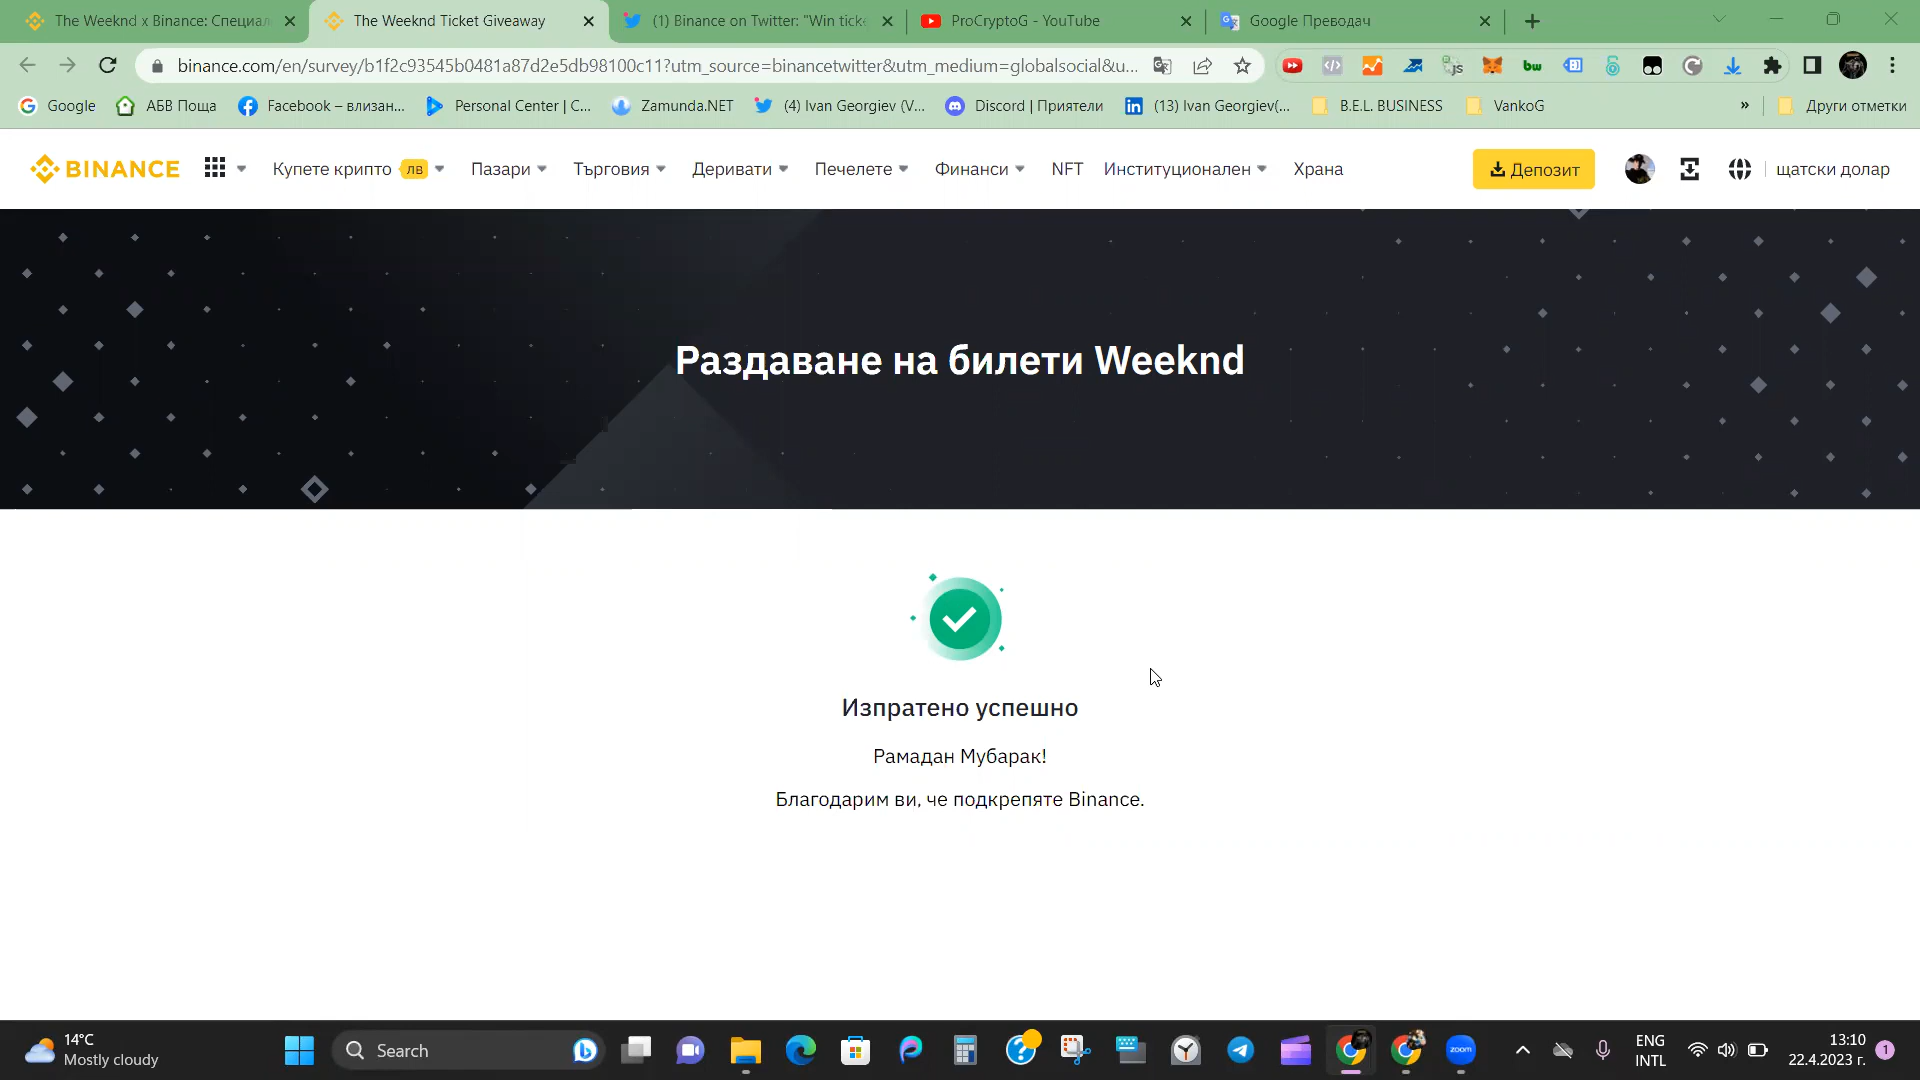 The Weeknd x Binance: Специал
The Weeknd Ticket Giveaway
(1) Binance on Twitter: "Win ticke
ProCryptoG - YouTube
Google Преводач
binance.com/en/survey/b1f2c93545b0481a87d2e5db98100c11?utm_source=binancetwitter&utm_medium=globalsocial&u...
Google
АБВ Поща
Facebook – влизан...
Personal Center | C...
Zamunda.NET
(4) Ivan Georgiev (V...
Discord | Приятели
(13) Ivan Georgiev(...
B.E.L. BUSINESS
VankoG
»
Други отметки
BINANCE
Купете крипто лв
Пазари
Търговия
Деривати
Печелете
Финанси
NFT
Институционален
Храна
Депозит
щатски долар
Раздаване на билети Weeknd
Изпратено успешно
Рамадан Мубарак!
Благодарим ви, че подкрепяте Binance.
14°C
Mostly cloudy
Search
zoom
ENG
INTL
13:10
22.4.2023 г.
1